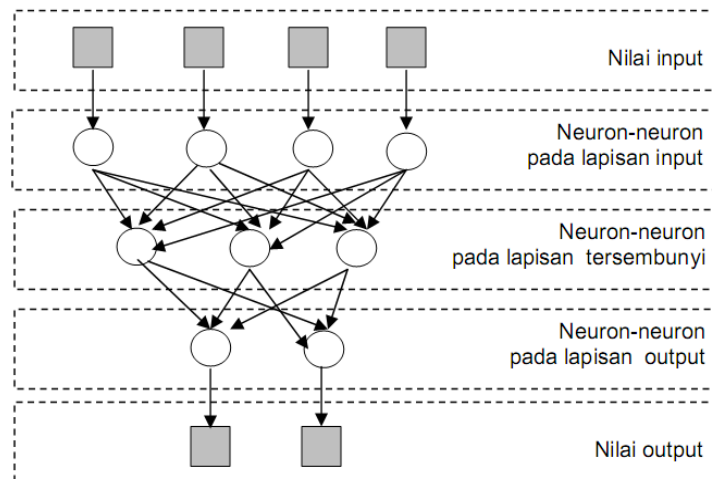 Nilai input
Neuron-neuron
pada lapisan input
Neuron-neuron
pada lapisan tersembunyi
Neuron-neuron
pada lapisan output
Nilai output